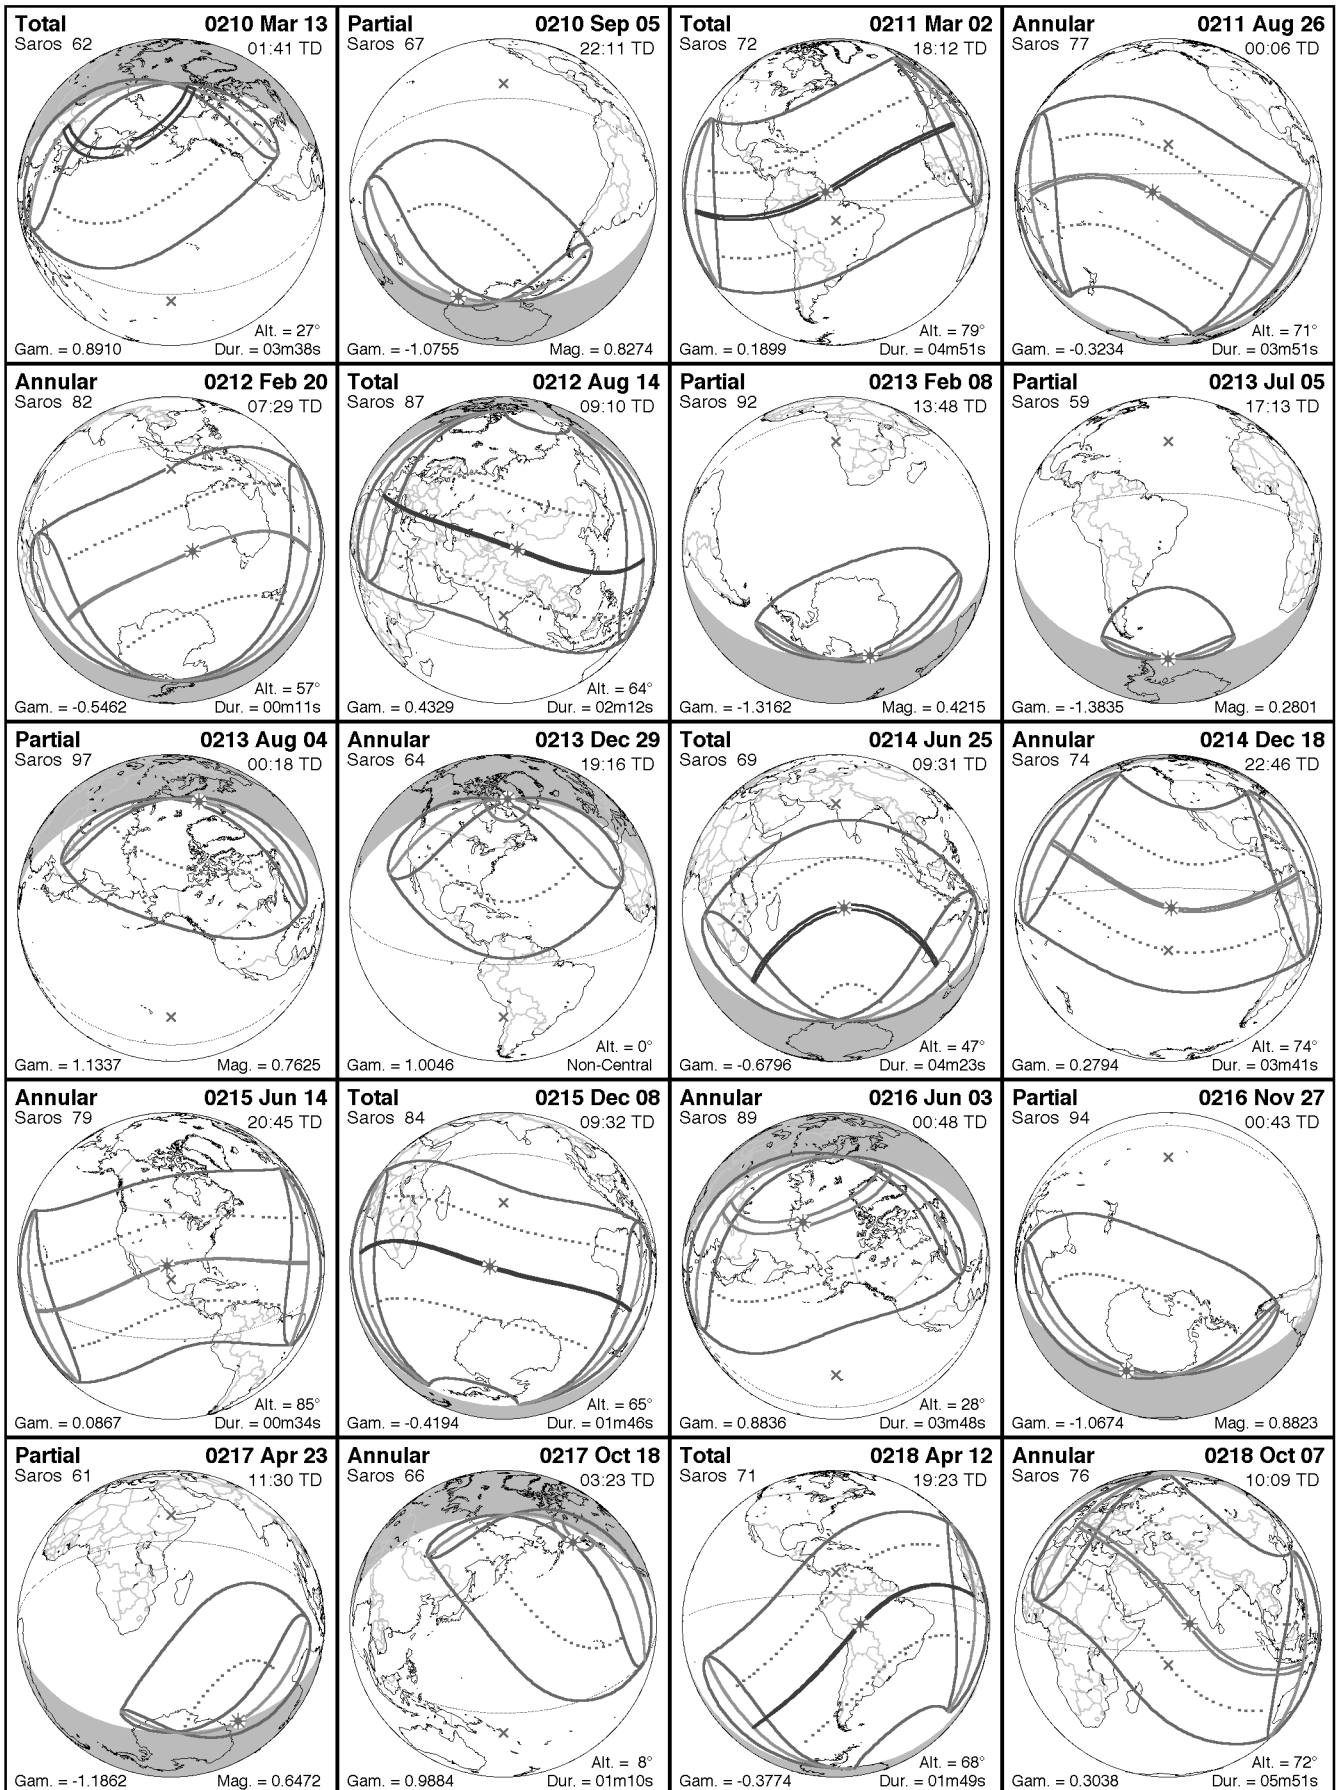 Total 0210 Mar 13
Saros 62 01:41 TD
Alt. = 27°
Gam. = 0.8910 Dur. = 03m38s
Partial 0210 Sep 05
Saros 67 22:11 TD
Gam. = -1.0755 Mag. = 0.8274
Total 0211 Mar 02
Saros 72 18:12 TD
Alt. = 79°
Gam. = 0.1899 Dur. = 04m51s
Annular 0211 Aug 26
Saros 77 00:06 TD
Alt. = 71°
Gam. = -0.3234 Dur. = 03m51s
Annular 0212 Feb 20
Saros 82 07:29 TD
Alt. = 57°
Gam. = -0.5462 Dur. = 00m11s
Total 0212 Aug 14
Saros 87 09:10 TD
Alt. = 64°
Gam. = 0.4329 Dur. = 02m12s
Partial 0213 Feb 08
Saros 92 13:48 TD
Gam. = -1.3162 Mag. = 0.4215
Partial 0213 Jul 05
Saros 59 17:13 TD
Gam. = -1.3835 Mag. = 0.2801
Partial 0213 Aug 04
Saros 97 00:18 TD
Gam. = 1.1337 Mag. = 0.7625
Annular 0213 Dec 29
Saros 64 19:16 TD
Alt. = 0°
Gam. = 1.0046 Non-Central
Total 0214 Jun 25
Saros 69 09:31 TD
Alt. = 47°
Gam. = -0.6796 Dur. = 04m23s
Annular 0214 Dec 18
Saros 74 22:46 TD
Alt. = 74°
Gam. = 0.2794 Dur. = 03m41s
Annular 0215 Jun 14
Saros 79 20:45 TD
Alt. = 85°
Gam. = 0.0867 Dur. = 00m34s
Total 0215 Dec 08
Saros 84 09:32 TD
Alt. = 65°
Gam. = -0.4194 Dur. = 01m46s
Annular 0216 Jun 03
Saros 89 00:48 TD
Alt. = 28°
Gam. = 0.8836 Dur. = 03m48s
Partial 0216 Nov 27
Saros 94 00:43 TD
Gam. = -1.0674 Mag. = 0.8823
Partial 0217 Apr 23
Saros 61 11:30 TD
Gam. = -1.1862 Mag. = 0.6472
Annular 0217 Oct 18
Saros 66 03:23 TD
Alt. = 8°
Gam. = 0.9884 Dur. = 01m10s
Total 0218 Apr 12
Saros 71 19:23 TD
Alt. = 68°
Gam. = -0.3774 Dur. = 01m49s
Annular 0218 Oct 07
Saros 76 10:09 TD
Alt. = 72°
Gam. = 0.3038 Dur. = 05m51s